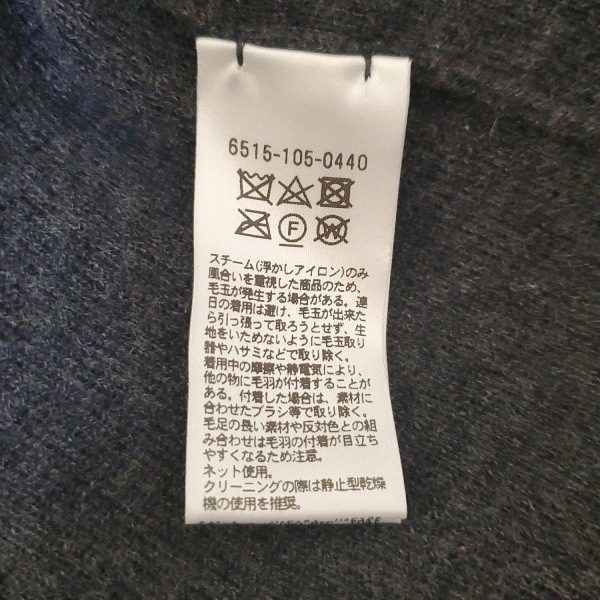 6515-105-0440
F
W
スチーム(浮かしアイロン)のみ
風合いを重視した商品のため、
毛玉が発生する場合がある。連
日の着用は避け、毛玉が出来た
ら引っ張って取ろうとせず、生
地をいためないように毛玉取り
器やハサミなどで取り除く。
着用中の摩擦や静電気により、
他の物に毛羽が付着することが
ある。付着した場合は、素材に
合わせたブラシ等で取り除く。
毛足の長い素材や反対色との組
み合わせは毛羽の付着が目立ち
やすくなるため注意。
ネット使用。
クリーニングの際は静止型乾燥
機の使用を推奨。